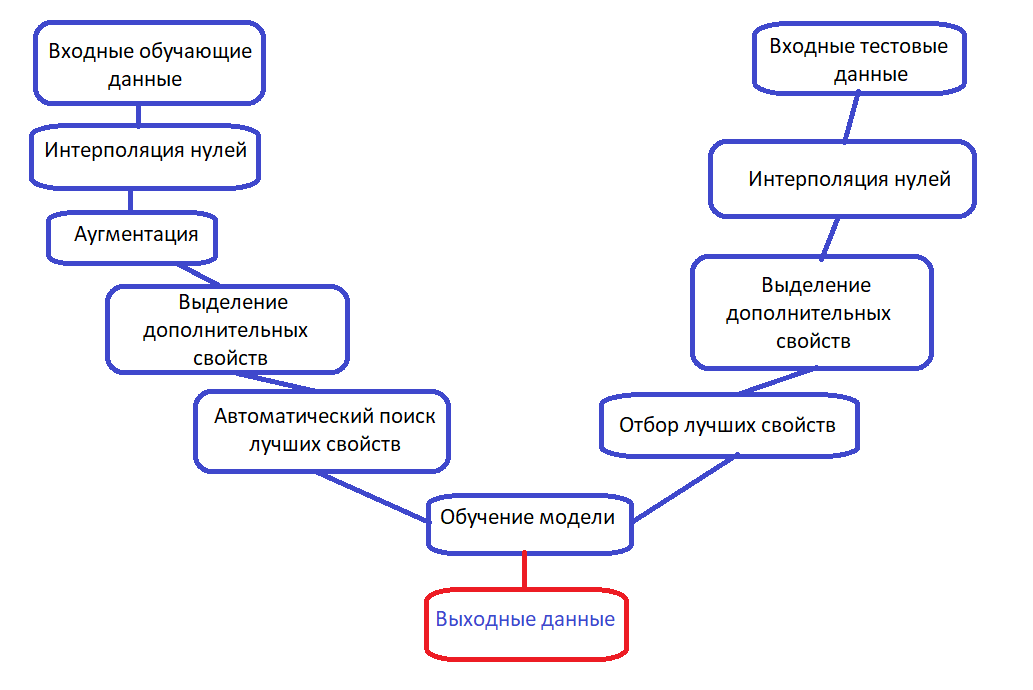 Входные обучающие
данные
Интерполяция нулей
Аугментация
Выделение
дополнительных
свойств
Автоматический поиск
лучших свойств
Входные тестовые
данные
Интерполяция нулей
Выделение
дополнительных
свойств
Отбор лучших свойств
Обучение модели
Выходные данные